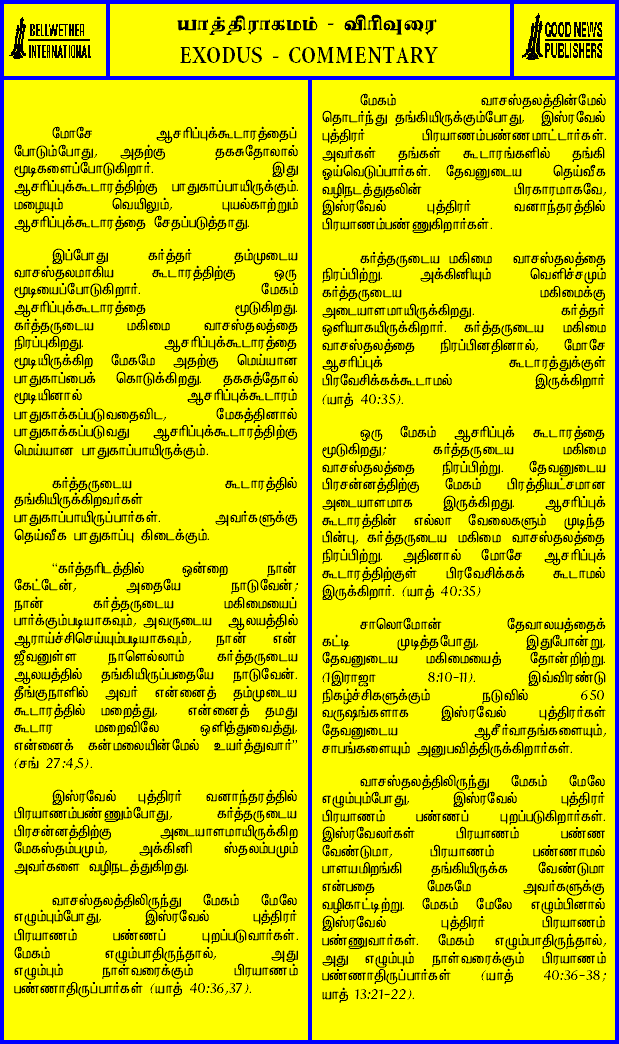 BELLWETHER
INTERNATIONAL
யாத்திராகமம் - விரிவுரை
EXODUS - COMMENTARY
GOOD NEWS
PUBLISHERS
மோசே ஆசரிப்புக்கூடாரத்தைப்
போடும்போது, அதற்கு தகசுதோலால்
மூடிகளைப்போடுகிறார். இது
ஆசரிப்புக்கூடாரத்திற்கு பாதுகாப்பாயிருக்கும்.
மழையும் வெயிலும், புயல்காற்றும்
ஆசரிப்புக்கூடாரத்தை சேதப்படுத்தாது.
இப்போது கர்த்தர் தம்முடைய
வாசஸ்தலமாகிய கூடாரத்திற்கு ஒரு
மூடியைப்போடுகிறார். மேகம்
ஆசரிப்புக்கூடாரத்தை மூடுகிறது.
கர்த்தருடைய மகிமை வாசஸ்தலத்தை
நிரப்புகிறது. ஆசரிப்புக்கூடாரத்தை
மூடியிருக்கிற மேகமே அதற்கு மெய்யான
பாதுகாப்பைக் கொடுக்கிறது. தகசுத்தோல்
மூடியினால் ஆசரிப்புக்கூடாரம்
பாதுகாக்கப்படுவதைவிட, மேகத்தினால்
பாதுகாக்கப்படுவது ஆசரிப்புக்கூடாரத்திற்கு
மெய்யான பாதுகாப்பாயிருக்கும்.
கர்த்தருடைய கூடாரத்தில்
தங்கியிருக்கிறவர்கள்
பாதுகாப்பாயிருப்பார்கள். அவர்களுக்கு
தெய்வீக பாதுகாப்பு கிடைக்கும்.
“கர்த்தரிடத்தில் ஒன்றை நான்
கேட்டேன், அதையே நாடுவேன்;
நான் கர்த்தருடைய மகிமையைப்
பார்க்கும்படியாகவும், அவருடைய ஆலயத்தில்
ஆராய்ச்சிசெய்யும்படியாகவும், நான் என்
ஜீவனுள்ள நாளெல்லாம் கர்த்தருடைய
ஆலயத்தில் தங்கியிருப்பதையே நாடுவேன்.
தீங்குநாளில் அவர் என்னைத் தம்முடைய
கூடாரத்தில் மறைத்து, என்னைத் தமது
கூடார மறைவிலே ஒளித்துவைத்து,
என்னைக் கன்மலையின்மேல் உயர்த்துவார்”
(சங் 27:4,5).
இஸ்ரவேல் புத்திரர் வனாந்தரத்தில்
பிரயாணம்பண்ணும்போது, கர்த்தருடைய
பிரசன்னத்திற்கு அடையாளமாயிருக்கிற
மேகஸ்தம்பமும், அக்கினி ஸ்தலம்பமும்
அவர்களை வழிநடத்துகிறது.
வாசஸ்தலத்திலிருந்து மேகம் மேலே
எழும்பும்போது, இஸ்ரவேல் புத்திரர்
பிரயாணம் பண்ணப் புறப்படுவார்கள்.
மேகம் எழும்பாதிருந்தால், அது
எழும்பும் நாள்வரைக்கும் பிரயாணம்
பண்ணாதிருப்பார்கள் (யாத் 40:36,37).
மேகம் வாசஸ்தலத்தின்மேல்
தொடர்ந்து தங்கியிருக்கும்போது, இஸ்ரவேல்
புத்திரர் பிரயாணம்பண்ணமாட்டார்கள்.
அவர்கள் தங்கள் கூடாரங்களில் தங்கி
ஓய்வெடுப்பார்கள். தேவனுடைய தெய்வீக
வழிநடத்துதலின் பிரகாரமாகவே,
இஸ்ரவேல் புத்திரர் வனாந்தரத்தில்
பிரயாணம்பண்ணுகிறார்கள்.
கர்த்தருடைய மகிமை வாசஸ்தலத்தை
நிரப்பிற்று. அக்கினியும் வெளிச்சமும்
கர்த்தருடைய மகிமைக்கு
அடையாளமாயிருக்கிறது. கர்த்தர்
ஒளியாகயிருக்கிறார். கர்த்தருடைய மகிமை
வாசஸ்தலத்தை நிரப்பினதினால், மோசே
ஆசரிப்புக் கூடாரத்துக்குள்
பிரவேசிக்கக்கூடாமல் இருக்கிறார்
(யாத் 40:35).
ஒரு மேகம் ஆசரிப்புக் கூடாரத்தை
மூடுகிறது; கர்த்தருடைய மகிமை
வாசஸ்தலத்தை நிரப்பிற்று. தேவனுடைய
பிரசன்னத்திற்கு மேகம் பிரத்தியட்சமான
அடையாளமாக இருக்கிறது. ஆசரிப்புக்
கூடாரத்தின் எல்லா வேலைகளும் முடிந்த
பின்பு, கர்த்தருடைய மகிமை வாசஸ்தலத்தை
நிரப்பிற்று. அதினால் மோசே ஆசரிப்புக்
கூடாரத்திற்குள் பிரவேசிக்கக் கூடாமல்
இருக்கிறார். (யாத் 40:35)
சாலொமோன் தேவாலயத்தைக்
கட்டி முடித்தபோது, இதுபோன்று,
தேவனுடைய மகிமையைத் தோன்றிற்று.
(1இராஜா 8:10-11). இவ்விரண்டு
நிகழ்ச்சிகளுக்கும் நடுவில் 650
வருஷங்களாக இஸ்ரவேல் புத்திரர்கள்
தேவனுடைய ஆசீர்வாதங்களையும்,
சாபங்களையும் அனுபவித்திருக்கிறார்கள்.
வாசஸ்தலத்திலிருந்து மேகம் மேலே
எழும்பும்போது, இஸ்ரவேல் புத்திரர்
பிரயாணம் பண்ணப் புறப்படுகிறார்கள்.
இஸ்ரவேலர்கள் பிரயாணம் பண்ண
வேண்டுமா, பிரயாணம் பண்ணாமல்
பாளயமிறங்கி தங்கியிருக்க வேண்டுமா
என்பதை மேகமே அவர்களுக்கு
வழிகாட்டிற்று. மேகம் மேலே எழும்பினால்
இஸ்ரவேல் புத்திரர் பிரயாணம்
பண்ணுவார்கள். மேகம் எழும்பாதிருந்தால்,
அது எழும்பும் நாள்வரைக்கும் பிரயாணம்
பண்ணாதிருப்பார்கள் (யாத் 40:36-38;
யாத் 13:21-22).